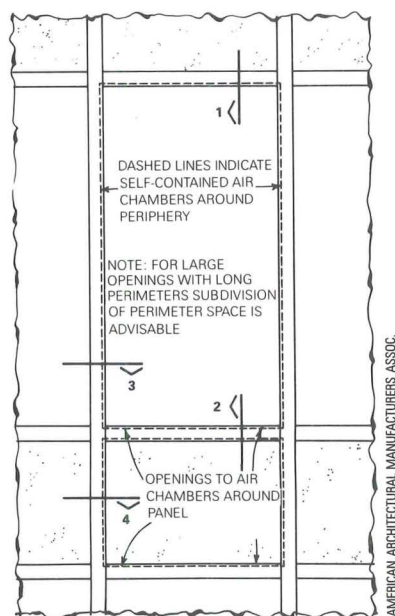 1
DASHED LINES INDICATE
SELF-CONTAINED AIR
CHAMBERS AROUND
PERIPHERY
NOTE: FOR LARGE
OPENINGS WITH LONG
PERIMETERS SUBDIVISION
OF PERIMETER SPACE IS
ADVISABLE
3
2
OPENINGS TO AIR
CHAMBERS AROUND
PANEL
4
AMERICAN ARCHITECTURAL MANUFACTURERS ASSOC.